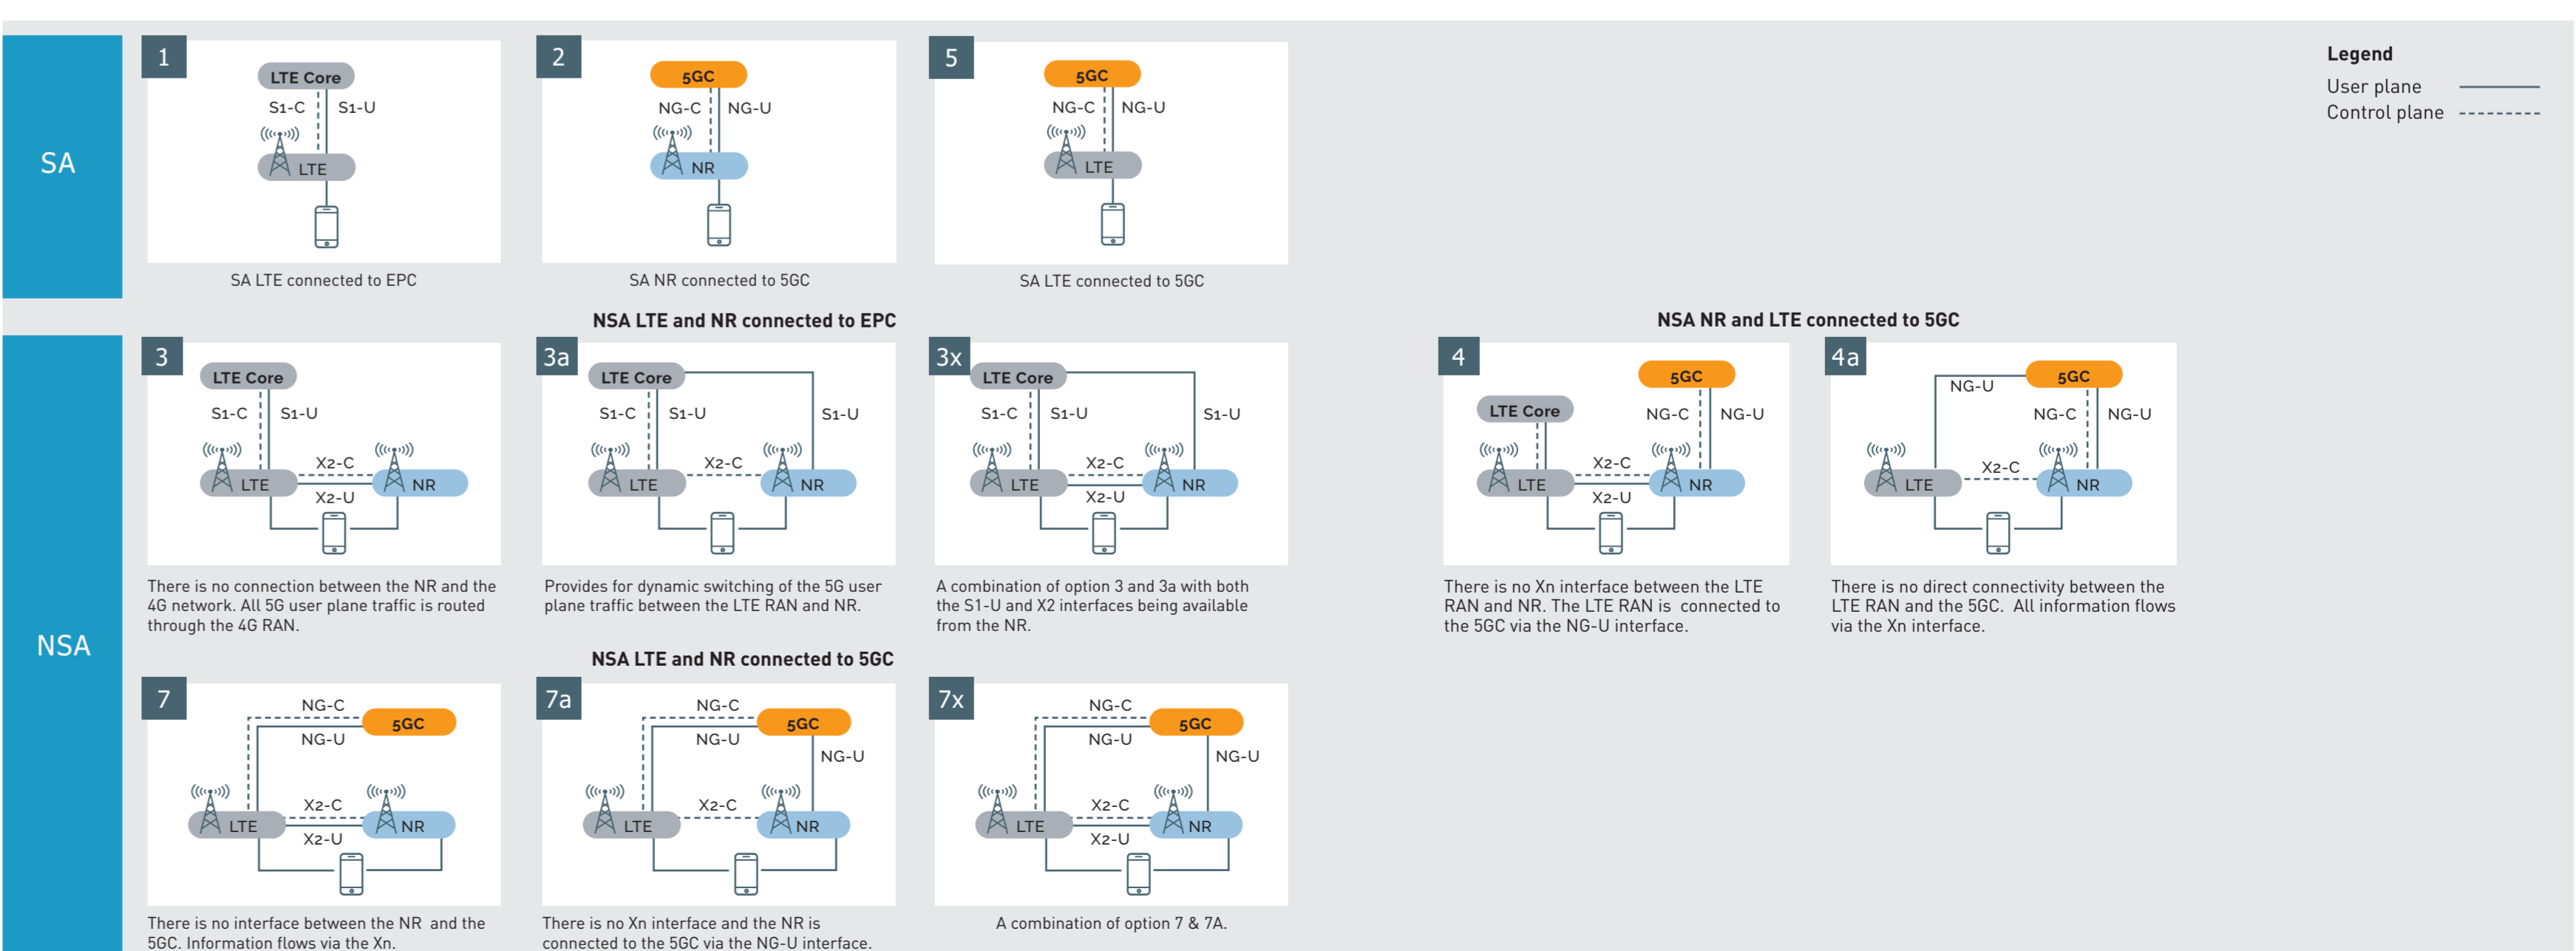 SA
1
LTE Core
S1-C
S1-U
LTE
SA LTE connected to EPC
2
5GC
NG-C
NG-U
NR
SA NR connected to 5GC
5
5GC
NG-C
NG-U
LTE
SA LTE connected to 5GC
Legend
User plane
Control plane
NSA
NSA LTE and NR connected to EPC
3
LTE Core
S1-C
S1-U
X2-C
LTE
NR
X2-U
There is no connection between the NR and the
4G network. All 5G user plane traffic is routed
through the 4G RAN.
3a
LTE Core
S1-C
S1-U
S1-U
X2-C
LTE
NR
Provides for dynamic switching of the 5G user
plane traffic between the LTE RAN and NR.
3x
LTE Core
S1-C
S1-U
S1-U
X2-C
LTE
NR
X2-U
A combination of option 3 and 3a with both
the S1-U and X2 interfaces being available
from the NR.
NSA NR and LTE connected to 5GC
4
5GC
LTE Core
NG-C
NG-U
X2-C
LTE
NR
X2-U
There is no Xn interface between the LTE
RAN and NR. The LTE RAN is connected to
the 5GC via the NG-U interface.
4a
5GC
NG-U
NG-C
NG-U
X2-C
LTE
NR
There is no direct connectivity between the
LTE RAN and the 5GC. All information flows
via the Xn interface.
NSA LTE and NR connected to 5GC
7
NG-C
5GC
NG-U
X2-C
LTE
NR
X2-U
There is no interface between the NR and the
5GC. Information flows via the Xn.
7a
NG-C
5GC
NG-U
NG-U
X2-C
LTE
NR
There is no Xn interface and the NR is
connected to the 5GC via the NG-U interface.
7x
NG-C
5GC
NG-U
NG-U
X2-C
LTE
NR
X2-U
A combination of option 7 & 7A.